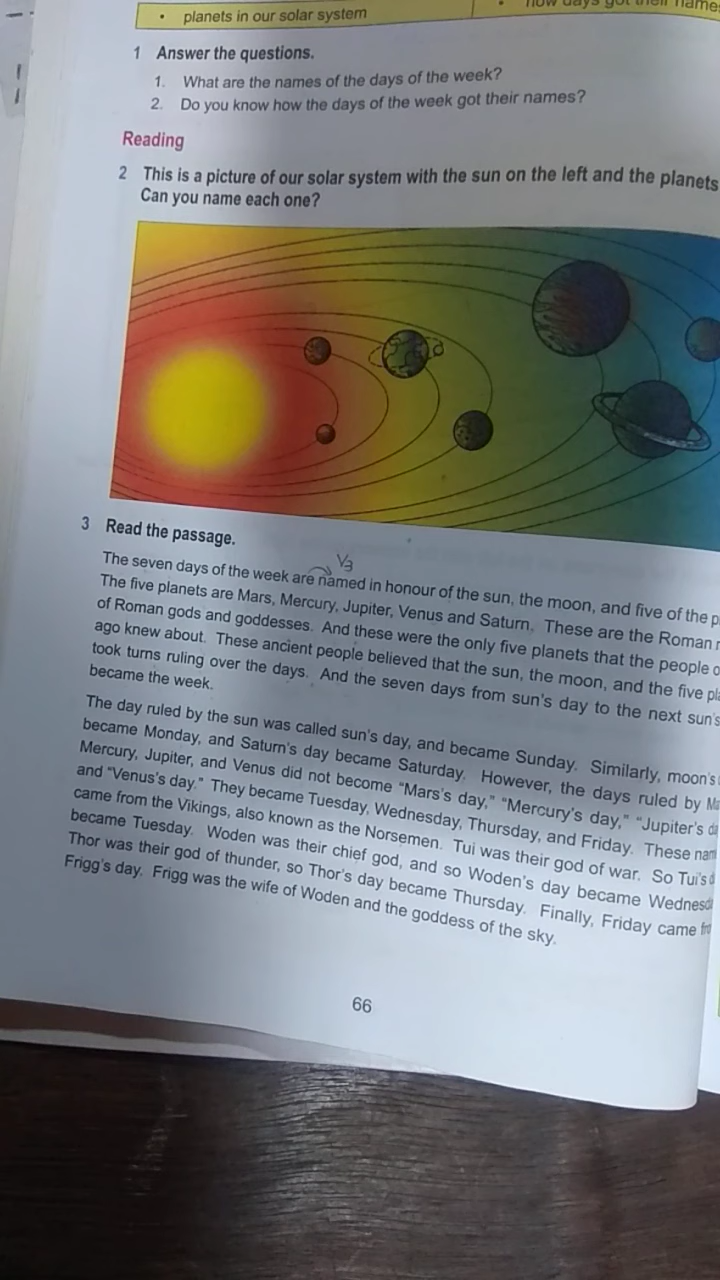 • planets in our solar system
• how days got their names
1 Answer the questions.
1. What are the names of the days of the week?
2. Do you know how the days of the week got their names?
Reading
2 This is a picture of our solar system with the sun on the left and the planets
Can you name each one?
3 Read the passage.
V3
The seven days of the week are named in honour of the sun, the moon, and five of the
The five planets are Mars, Mercury, Jupiter, Venus and Saturn. These are the Roman
of Roman gods and goddesses. And these were the only five planets that the people
ago knew about. These ancient people believed that the sun, the moon, and the five
took turns ruling over the days. And the seven days from sun's day to the next sun's
became the week.
The day ruled by the sun was called sun's day, and became Sunday. Similarly, moon's
became Monday, and Saturn's day became Saturday. However, the days ruled by
Mercury, Jupiter, and Venus did not become "Mars's day," "Mercury's day," "Jupiter's
and "Venus's day." They became Tuesday, Wednesday, Thursday, and Friday. These
came from the Vikings, also known as the Norsemen. Tui was their god of war. So Tui's
became Tuesday. Woden was their chief god, and so Woden's day became
Thor was their god of thunder, so Thor's day became Thursday. Finally, Friday came
Frigg's day. Frigg was the wife of Woden and the goddess of the sky.
66